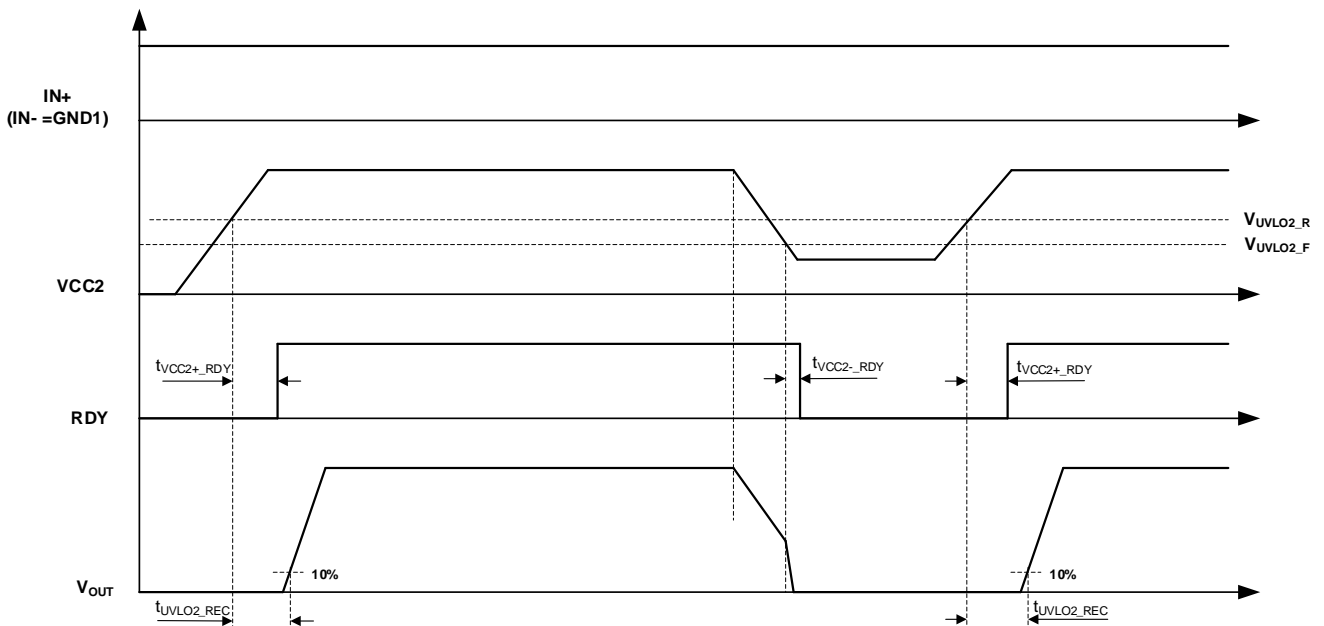 IN+
(IN- =GND1)
VUVLO2_R
VUVLO2_F
VCC2
tVCC2+_RDY
tVCC2-_RDY
tVCC2+_RDY
RDY
10%
10%
VOUT
tUVLO2_REC
tUVLO2_REC